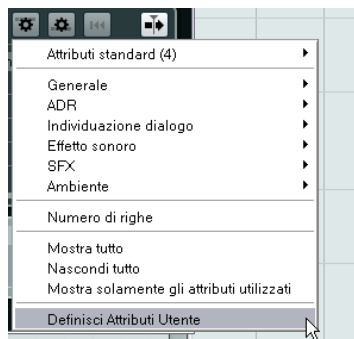 Attributi standard (4)
Generale
ADR
Individuazione dialogo
Effetto sonoro
SFX
Ambiente
Numero di righe
Mostra tutto
Nascondi tutto
Mostra solamente gli attributi utilizzati
Definisci Attributi Utente